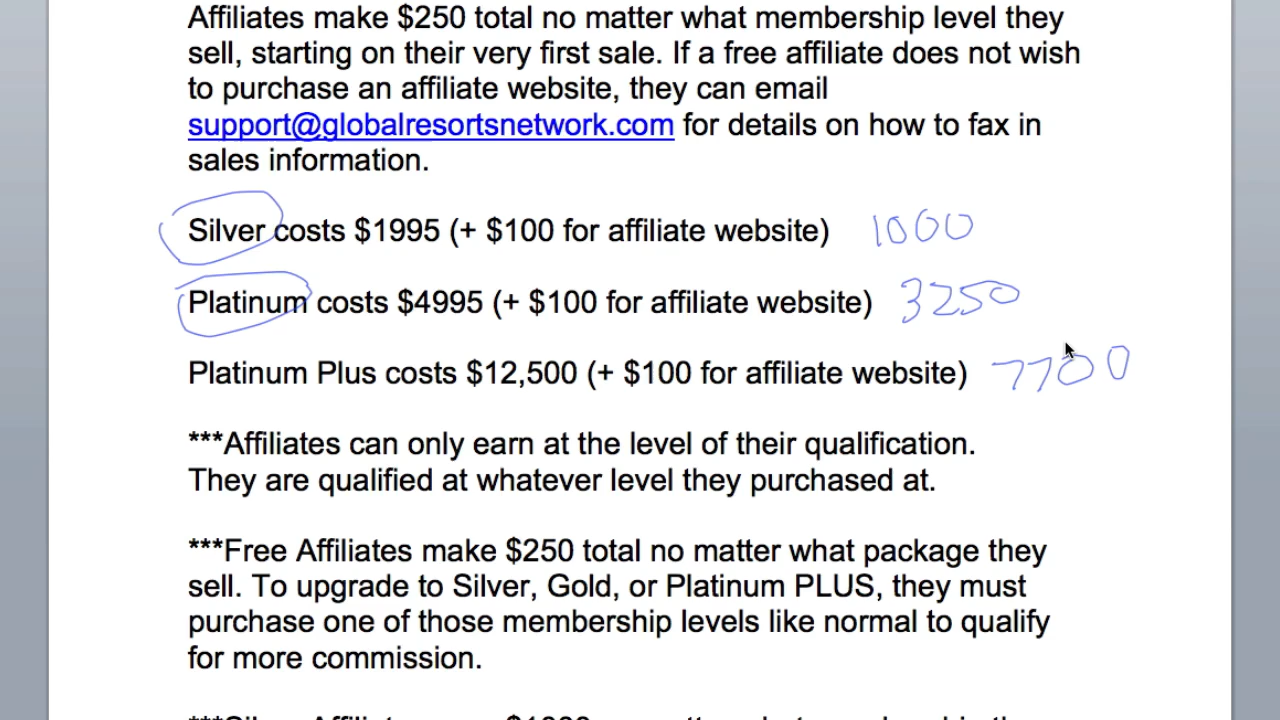 Affiliates make $250 total no matter what membership level they
sell, starting on their very first sale. If a free affiliate does not wish
to purchase an affiliate website, they can email
support@globalresortsnetwork.com for details on how to fax in
sales information.
Silver costs $1995 (+ $100 for affiliate website) 1000
Platinum costs $4995 (+ $100 for affiliate website) 3250
Platinum Plus costs $12,500 (+ $100 for affiliate website) 7700
***Affiliates can only earn at the level of their qualification.
They are qualified at whatever level they purchased at.
***Free Affiliates make $250 total no matter what package they
sell. To upgrade to Silver, Gold, or Platinum PLUS, they must
purchase one of those membership levels like normal to qualify
for more commission.